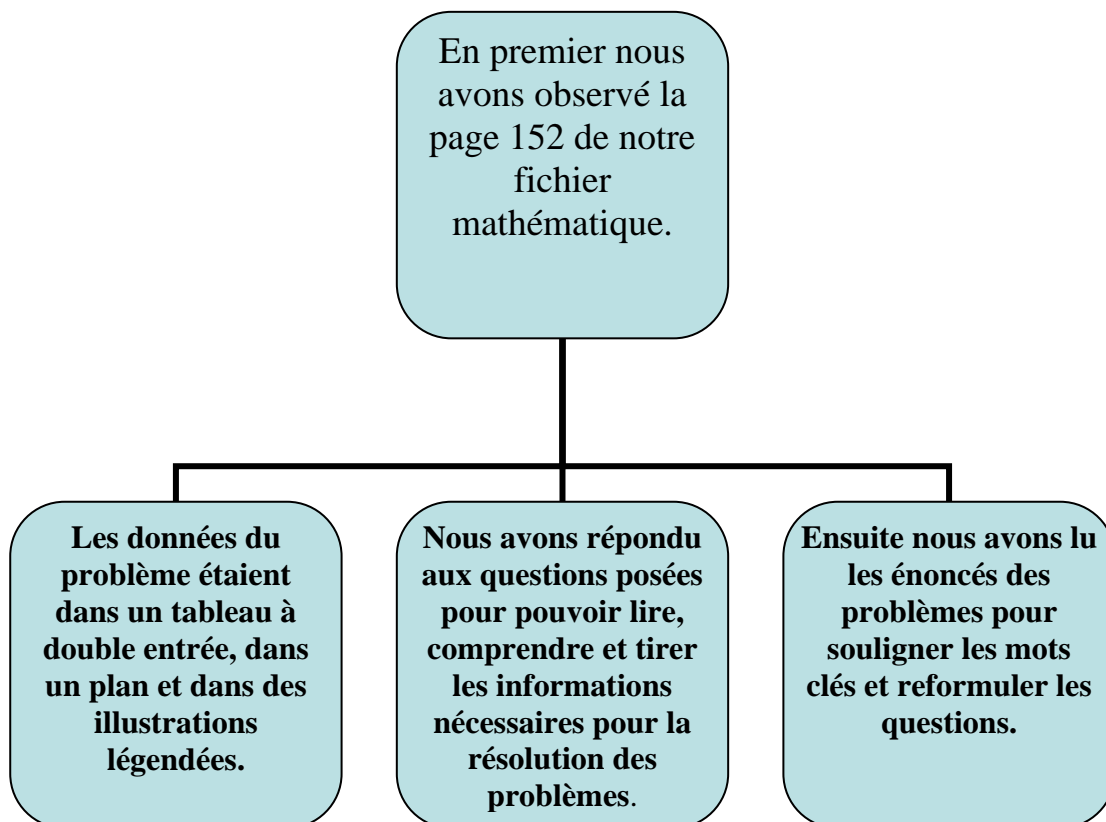 En premier nous
avons observé la
page 152 de notre
fichier
mathématique.
Les données du
problème étaient
dans un tableau à
double entrée, dans
un plan et dans des
illustrations
légendées.
Nous avons répondu
aux questions posées
pour pouvoir lire,
comprendre et tirer
les informations
nécessaires pour la
résolution des
problèmes.
Ensuite nous avons lu
les énoncés des
problèmes pour
souligner les mots
clés et reformuler les
questions.